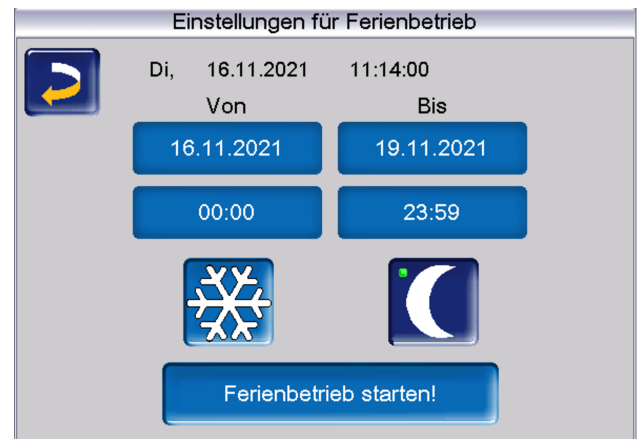 Einstellungen für Ferienbetrieb
Di, 16.11.2021 11:14:00
Von Bis
16.11.2021 19.11.2021
00:00 23:59
Ferienbetrieb starten!